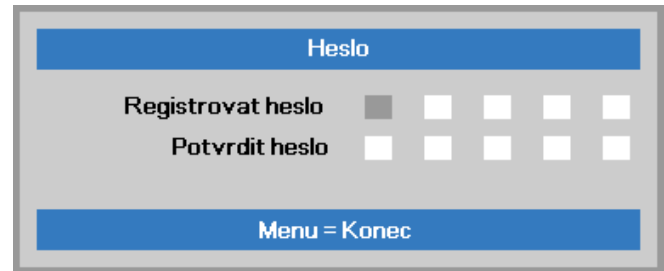 Heslo
Registrovat heslo
Potvrdit heslo
Menu = Konec